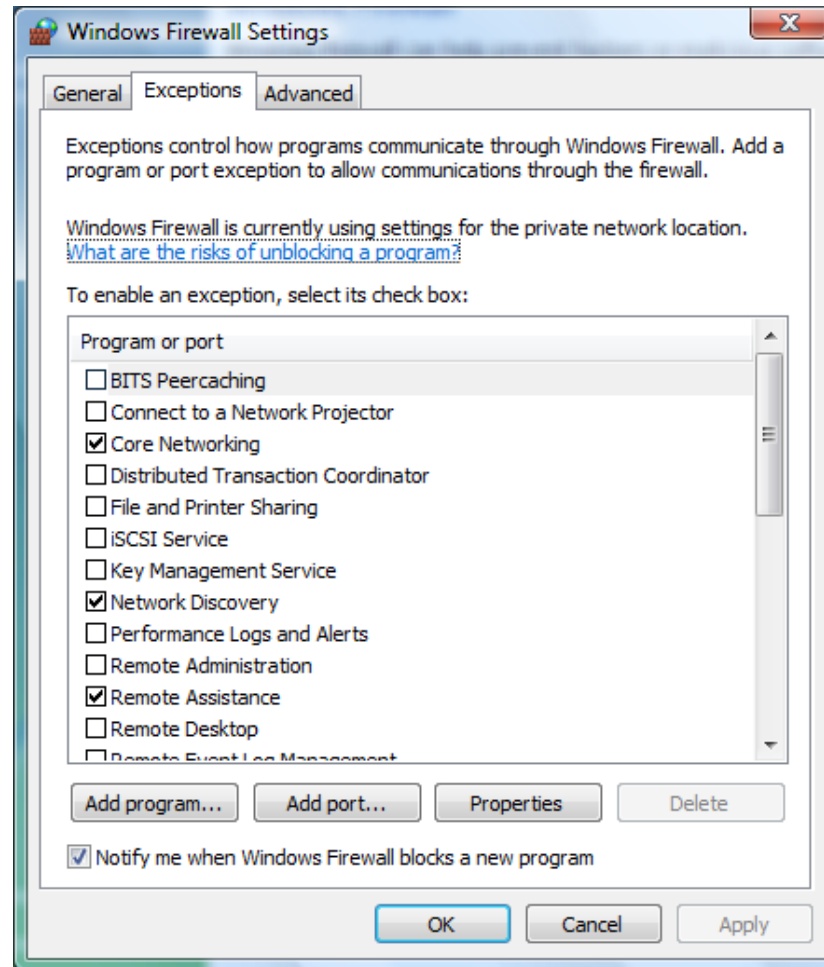 Windows Firewall Settings
General Exceptions Advanced
Exceptions control how programs communicate through Windows Firewall. Add a
program or port exception to allow communications through the firewall.
Windows Firewall is currently using settings for the private network location.
What are the risks of unblocking a program?
To enable an exception, select its check box:
Program or port
BITS Peercaching
Connect to a Network Projector
Core Networking
Distributed Transaction Coordinator
File and Printer Sharing
iSCSI Service
Key Management Service
Network Discovery
Performance Logs and Alerts
Remote Administration
Remote Assistance
Remote Desktop
Remote Event Log Management
Add program... Add port... Properties Delete
Notify me when Windows Firewall blocks a new program
OK Cancel Apply